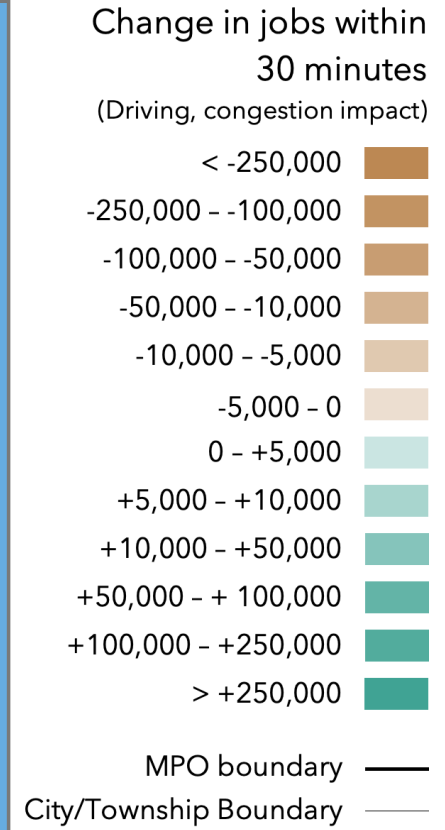 Change in jobs within
30 minutes
(Driving, congestion impact)
< -250,000
-250,000 – -100,000
-100,000 – -50,000
-50,000 – -10,000
-10,000 – -5,000
-5,000 – 0
0 – +5,000
+5,000 – +10,000
+10,000 – +50,000
+50,000 – + 100,000
+100,000 – +250,000
> +250,000
MPO boundary
City/Township Boundary